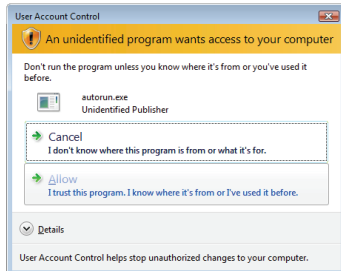 User Account Control
An unidentified program wants access to your computer
Don't run the program unless you know where it's from or you've used it
before.
autorun.exe
Unidentified Publisher
Cancel
I don't know where this program is from or what it's for.
Allow
I trust this program. I know where it's from or I've used it before.
Details
User Account Control helps stop unauthorized changes to your computer.